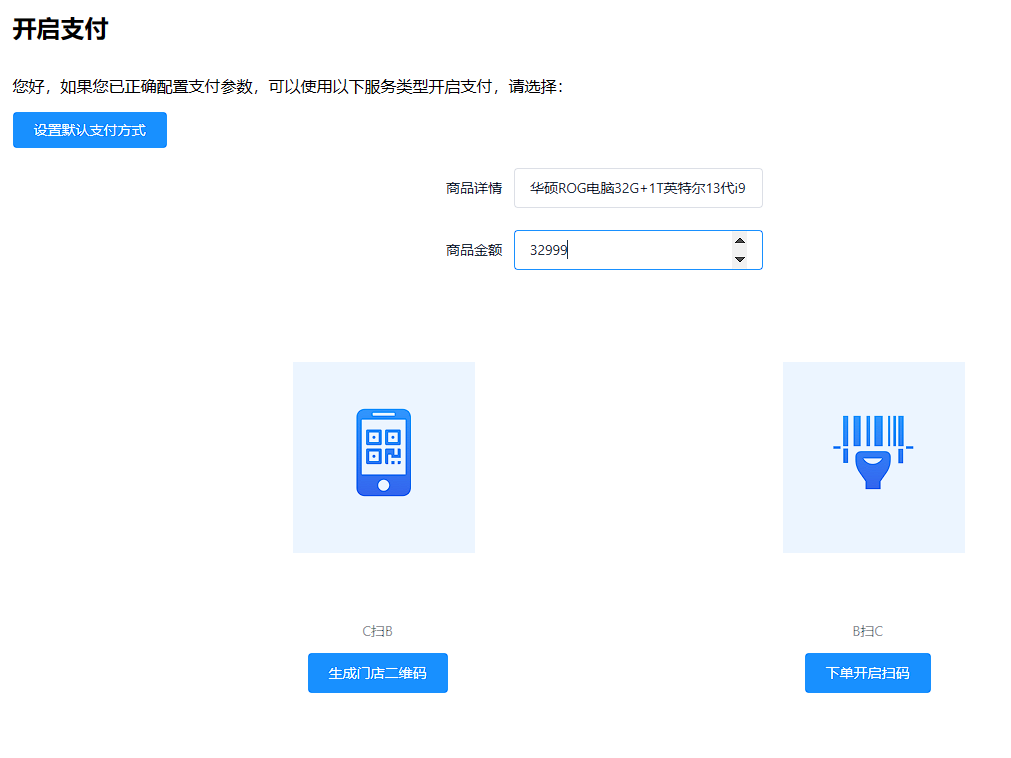 开启支付
您好，如果您已正确配置支付参数，可以使用以下服务类型开启支付，请选择：
设置默认支付方式
商品详情 华硕ROG电脑32G+1T英特尔13代i9
商品金额 32999
C扫B B扫C
生成门店二维码 下单开启扫码